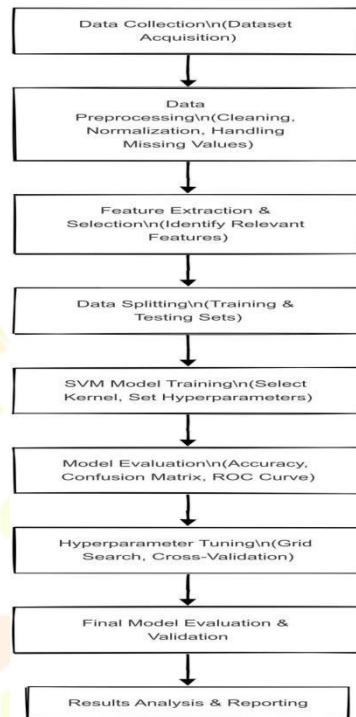 Data Collection\n(Dataset
Acquisition)
Data
Preprocessing\n(Cleaning,
Normalization, Handling
Missing Values)
Feature Extraction &
Selection\n(Identify Relevant
Features)
Data Splitting\n(Training &
Testing Sets)
SVM Model Training\n(Select
Kernel, Set Hyperparameters)
Model Evaluation\n(Accuracy,
Confusion Matrix, ROC Curve)
Hyperparameter Tuning\n(Grid
Search, Cross-Validation)
Final Model Evaluation &
Validation
Results Analysis & Reporting